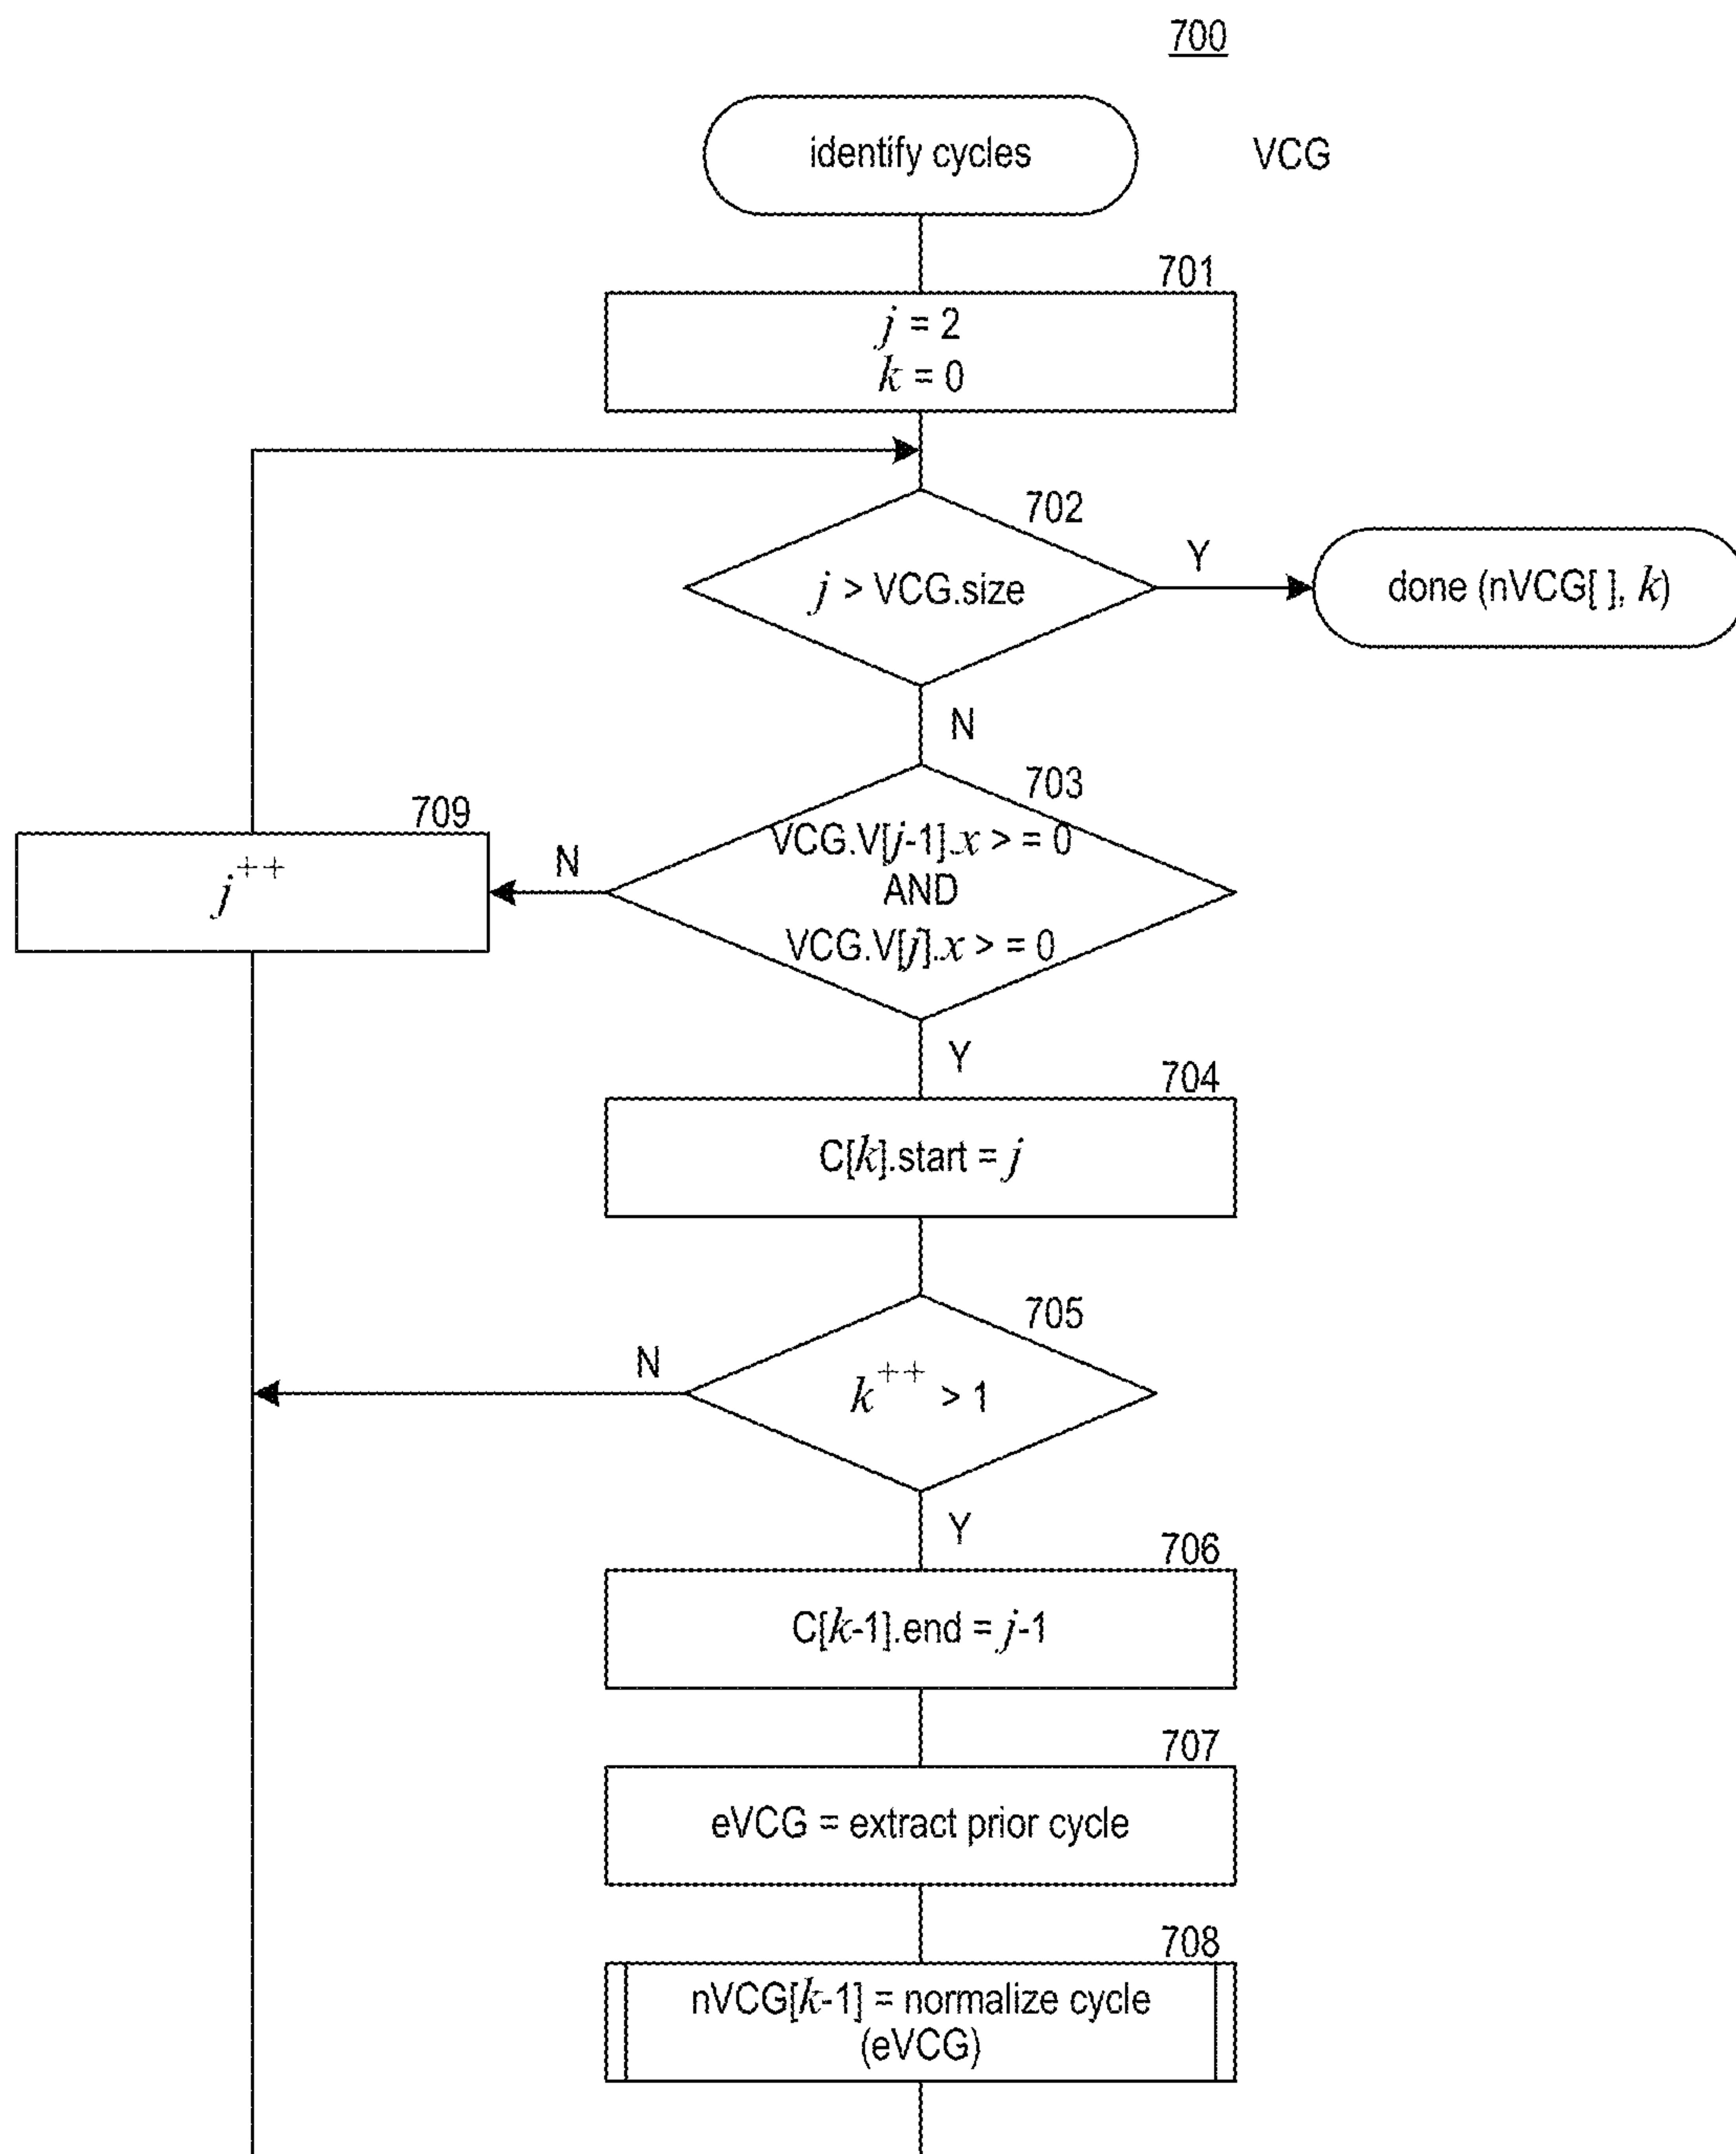 700
identify cycles
VCG
701
j = 2
k = 0
702
j > VCG.size
Y
done (nVCG[ ], k)
N
703
VCG.V[j-1].x > = 0
AND
VCG.V[j].x > = 0
N
709
j++
Y
704
C[k].start = j
705
k++ > 1
N
Y
706
C[k-1].end = j-1
707
eVCG = extract prior cycle
708
nVCG[k-1] = normalize cycle
(eVCG)